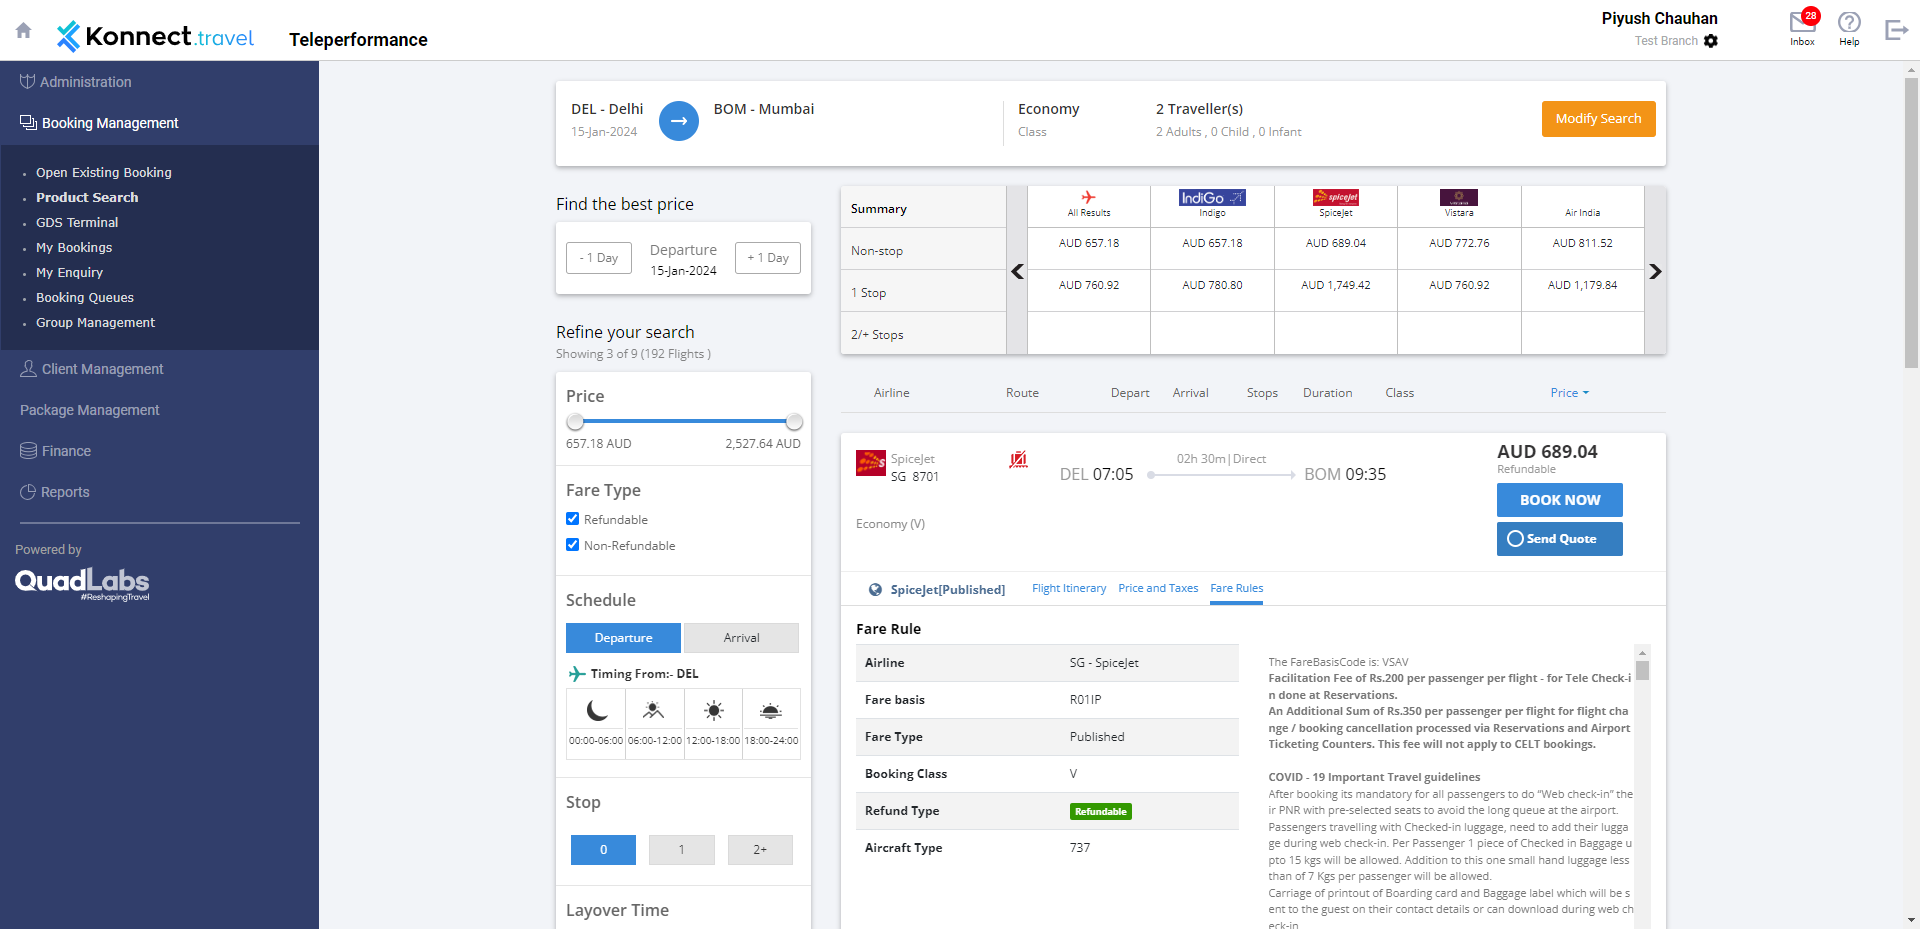 Konnect.travel
Teleperformance
Piyush Chauhan
Test Branch
28
Inbox
Help
Administration
Booking Management
Open Existing Booking
Product Search
GDS Terminal
My Bookings
My Enquiry
Booking Queues
Group Management
Client Management
Package Management
Finance
Reports
Powered by
QuadLabs
#ReshapingTravel
DEL - Delhi
15-Jan-2024
BOM - Mumbai
Economy
Class
2 Traveller(s)
2 Adults , 0 Child , 0 Infant
Modify Search
Find the best price
- 1 Day
Departure
15-Jan-2024
+ 1 Day
Refine your search
Showing 3 of 9 (192 Flights )
Price
657.18 AUD 2,527.64 AUD
Fare Type
Refundable
Non-Refundable
Schedule
Departure Arrival
Timing From:- DEL
00:00-06:00 06:00-12:00 12:00-18:00 18:00-24:00
Stop
0 1 2+
Layover Time
Summary All Results IndiGo Indigo spicejet SpiceJet Vistara Air India
Non-stop AUD 657.18 AUD 657.18 AUD 689.04 AUD 772.76 AUD 811.52
1 Stop AUD 760.92 AUD 780.80 AUD 1,749.42 AUD 760.92 AUD 1,179.84
2/+ Stops
Airline Route Depart Arrival Stops Duration Class Price
SpiceJet
SG 8701
DEL 07:05
02h 30m|Direct
BOM 09:35
Economy (V)
AUD 689.04
Refundable
BOOK NOW
Send Quote
SpiceJet[Published] Flight Itinerary Price and Taxes Fare Rules
Fare Rule
Airline SG - SpiceJet
Fare basis R01IP
Fare Type Published
Booking Class V
Refund Type Refundable
Aircraft Type 737
The FareBasisCode is: VSAV
Facilitation Fee of Rs.200 per passenger per flight - for Tele Check-i
n done at Reservations.
An Additional Sum of Rs.350 per passenger per flight for flight cha
nge / booking cancellation processed via Reservations and Airport
Ticketing Counters. This fee will not apply to CELT bookings.
COVID - 19 Important Travel guidelines
After booking its mandatory for all passengers to do “Web check-in” the
ir PNR with pre-selected seats to avoid the long queue at the airport.
Passengers travelling with Checked-in luggage, need to add their lugga
ge during web check-in. Per Passenger 1 piece of Checked in Baggage u
pto 15 kgs will be allowed. Addition to this one small hand luggage less
than of 7 Kgs per passenger will be allowed.
Carriage of printout of Boarding card and Baggage label which will be s
ent to the guest on their contact details or can download during web ch
eck-in